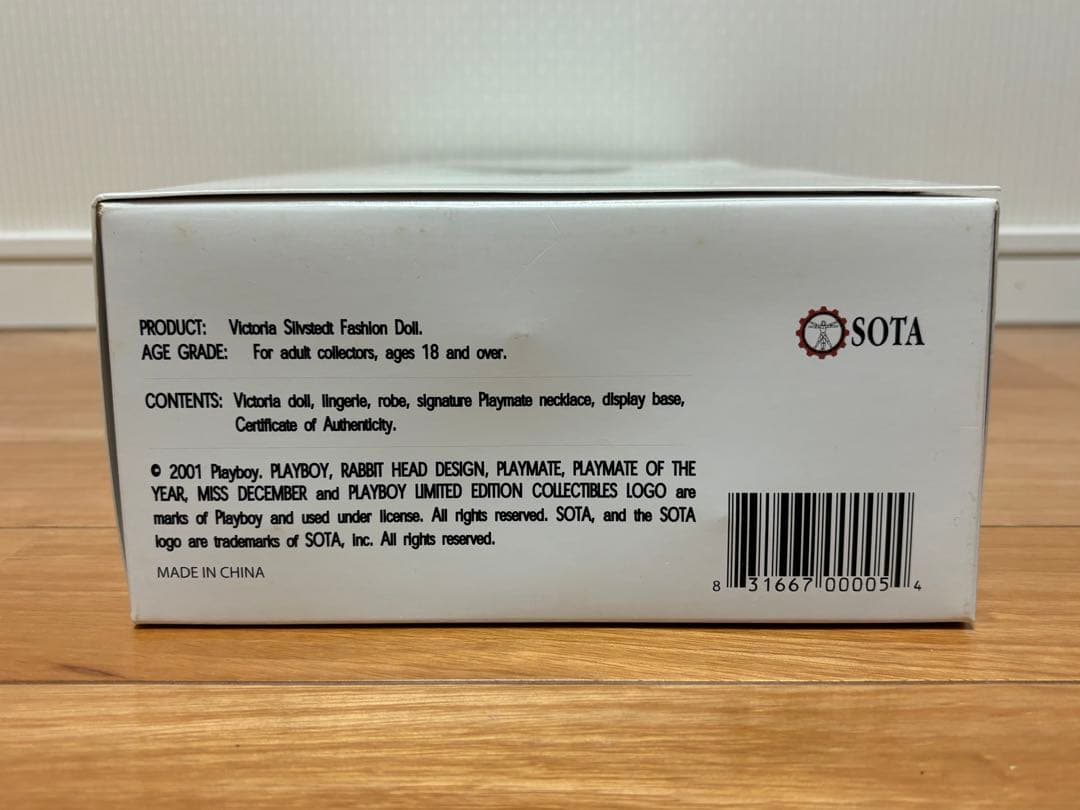 PRODUCT: Victoria Silvstedt Fashion Doll.
AGE GRADE: For adult collectors, ages 18 and over.
SOTA
CONTENTS: Victoria doll, lingerie, robe, signature Playmate necklace, display base,
Certificate of Authenticity.
© 2001 Playboy. PLAYBOY, RABBIT HEAD DESIGN, PLAYMATE, PLAYMATE OF THE
YEAR, MISS DECEMBER and PLAYBOY LIMITED EDITION COLLECTIBLES LOGO are
marks of Playboy and used under license. All rights reserved. SOTA, and the SOTA
logo are trademarks of SOTA, Inc. All rights reserved.
MADE IN CHINA
8 31667 00005 4